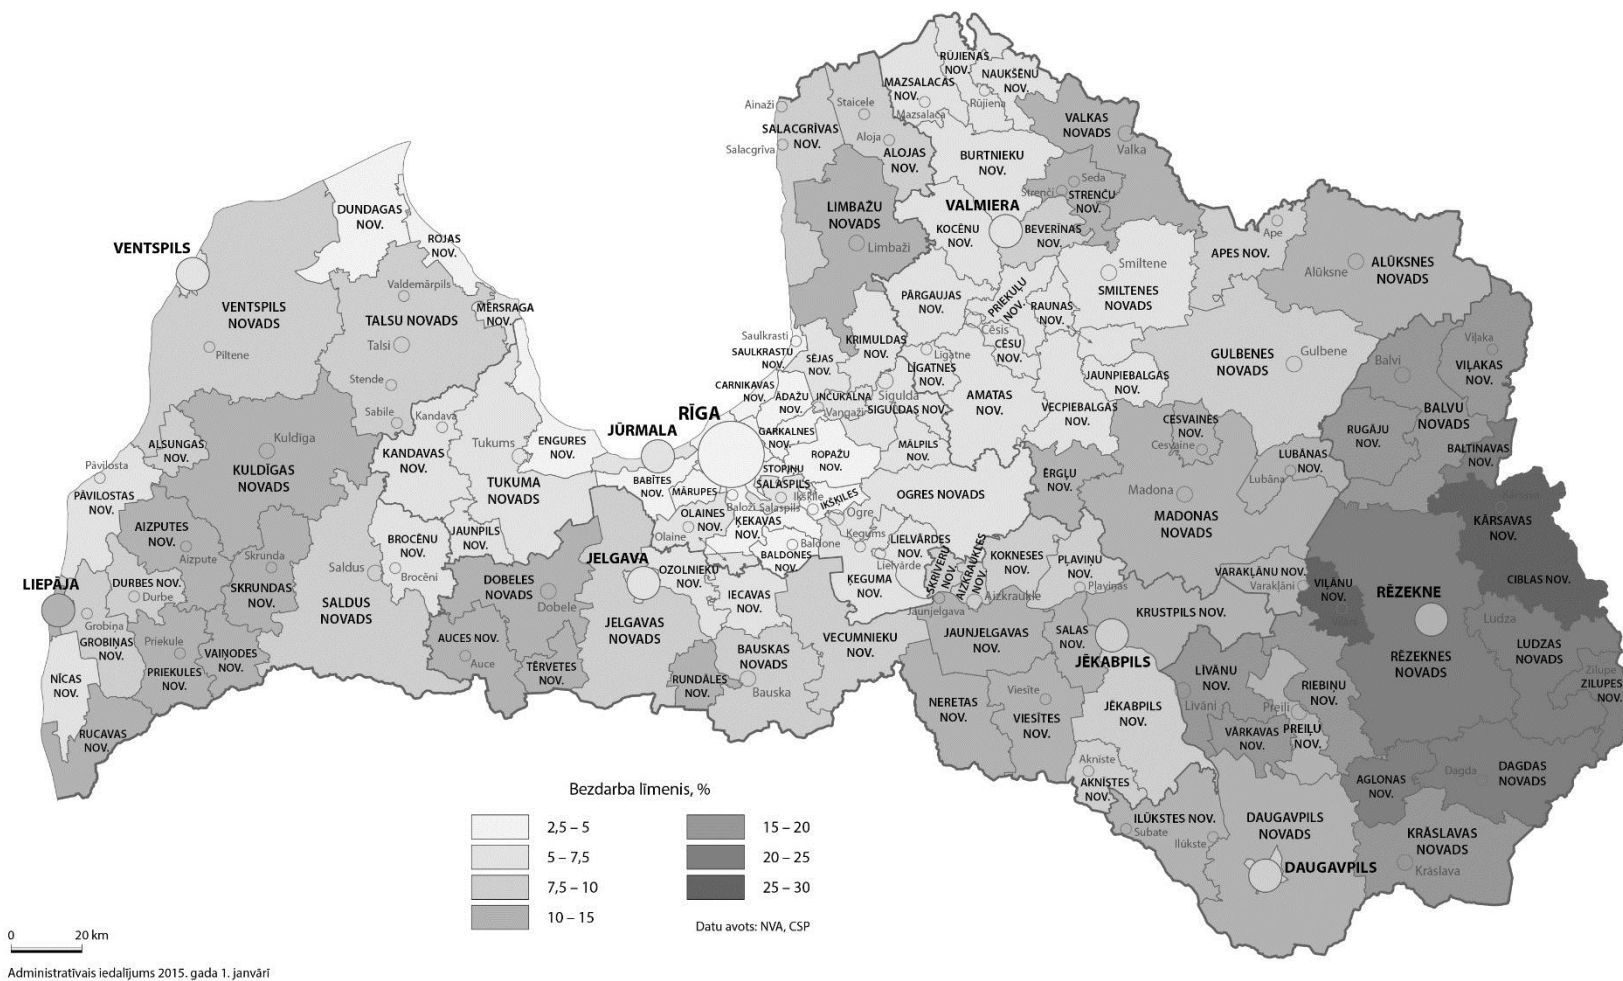 RŪJIENAS
NOV.
NAUKŠĒNU
NOV.
MAZSALACAS
NOV.
Rūjiena
Mazsalaca
Ainaži
Staicele
SALACGRĪVAS
NOV.
Salacgrīva
Aloja
ALOJAS
NOV.
VALKAS
NOVADS
Valka
BURTNIEKU
NOV.
Seda
Strenči
STRENČU
NOV.
LIMBAŽU
NOVADS
Limbaži
VALMIERA
KOCĒNU
NOV.
BEVERĪNAS
NOV.
DUNDAGAS
NOV.
ROJAS
NOV.
VENTSPILS
VENTSPILS
NOVADS
Piltene
Valdemārpils
TALSU NOVADS
Talsi
MĒRSRAGA
NOV.
Stende
Sabile
Kandava
Smiltene
SMILTENES
NOVADS
Ape
APES NOV.
Alūksne
ALŪKSNES
NOVADS
PĀRGAUJAS
NOV.
PRIEKUĻU
NOV.
RAUNAS
NOV.
Cēsis
CĒSU
NOV.
Saulkrasti
SAULKRASTU
NOV.
SĒJAS
NOV.
KRIMULDAS
NOV.
Līgatne
LĪGATNES
NOV.
GULBENES
NOVADS
Gulbene
JAUNPIEBALGAS
NOV.
VECPIEBALGAS
NOV.
Viļaka
VIĻAKAS
NOV.
Balvi
BALVU
NOVADS
RUGĀJU
NOV.
BALTINAVAS
NOV.
CARNIKAVAS
NOV.
ĀDAŽU
NOV.
INČUKALNA
Vangaži
Sigulda
SIGULDAS NOV.
AMATAS
NOV.
RĪGA
JŪRMALA
GARKALNES
NOV.
MĀLPILS
NOV.
ROPAŽU
NOV.
STOPIŅU
NOV.
CESVAINES
NOV.
Cesvaine
LUBĀNAS
NOV.
Lubāna
ALSUNGAS
NOV.
Kuldīga
KULDĪGAS
NOVADS
KANDAVAS
NOV.
Tukums
TUKUMA
NOVADS
ENGURES
NOV.
BABĪTES
NOV.
MĀRUPES
SALASPILS
Ikšķile
IKŠĶILES
Baloži
Salaspils
OLAINES
NOV.
Olaine
ĶEKAVAS
NOV.
Ogre
OGRES NOVADS
ĒRGĻU
NOV.
Madona
MADONAS
NOVADS
Pāvilosta
PĀVILOSTAS
NOV.
AIZPUTES
NOV.
Aizpute
Skrunda
SKRUNDAS
NOV.
Saldus
SALDUS
NOVADS
BROCĒNU
NOV.
Brocēni
JAUNPILS
NOV.
BALDONES
NOV.
Baldone
Ķegums
LIELVĀRDES
NOV.
Lielvārde
ĶEGUMA
NOV.
SKRĪVERU
NOV.
AIZKRAUKLES
NOV.
Aizkraukle
KOKNESES
NOV.
PĻAVIŅU
NOV.
Pļaviņas
VARAKĻĀNU NOV.
Varakļāni
KĀRSAVAS
NOV.
CIBLAS NOV.
VIĻĀNU
NOV.
RĒZEKNE
RĒZEKNES
NOVADS
Ludza
LUDZAS
NOVADS
Zilupe
ZILUPES
NOV.
LIEPĀJA
DURBES NOV.
Durbe
Grobiņa
GROBIŅAS
NOV.
Priekule
PRIEKULES
NOV.
VAIŅODES
NOV.
NĪCAS
NOV.
RUCAVAS
NOV.
DOBELES
NOVADS
Dobele
AUCES NOV.
Auce
TĒRVETES
NOV.
JELGAVA
JELGAVAS
NOVADS
OZOLNIEKU
NOV.
IECAVAS
NOV.
RUNDĀLES
NOV.
BAUSKAS
NOVADS
Bauska
VECUMNIEKU
NOV.
Jaunjelgava
JAUNJELGAVAS
NOV.
SALAS
NOV.
KRUSTPILS NOV.
JĒKABPILS
JĒKABPILS
NOV.
NERETAS
NOV.
Viesīte
VIESĪTES
NOV.
Aknīste
AKNĪSTES
NOV.
LĪVĀNU
NOV.
Līvāni
VĀRKAVAS
NOV.
Preiļi
PREIĻU
NOV.
RIEBIŅU
NOV.
ILŪKSTES NOV.
Subate
Ilūkste
DAUGAVPILS
NOVADS
DAUGAVPILS
AGLONAS
NOV.
Dagda
DAGDAS
NOVADS
KRĀSLAVAS
NOVADS
Krāslava
Bezdarba līmenis, %
2,5 – 5
5 – 7,5
7,5 – 10
10 – 15
15 – 20
20 – 25
25 – 30
Datu avots: NVA, CSP
0 20 km
Administratīvais iedalījums 2015. gada 1. janvārī